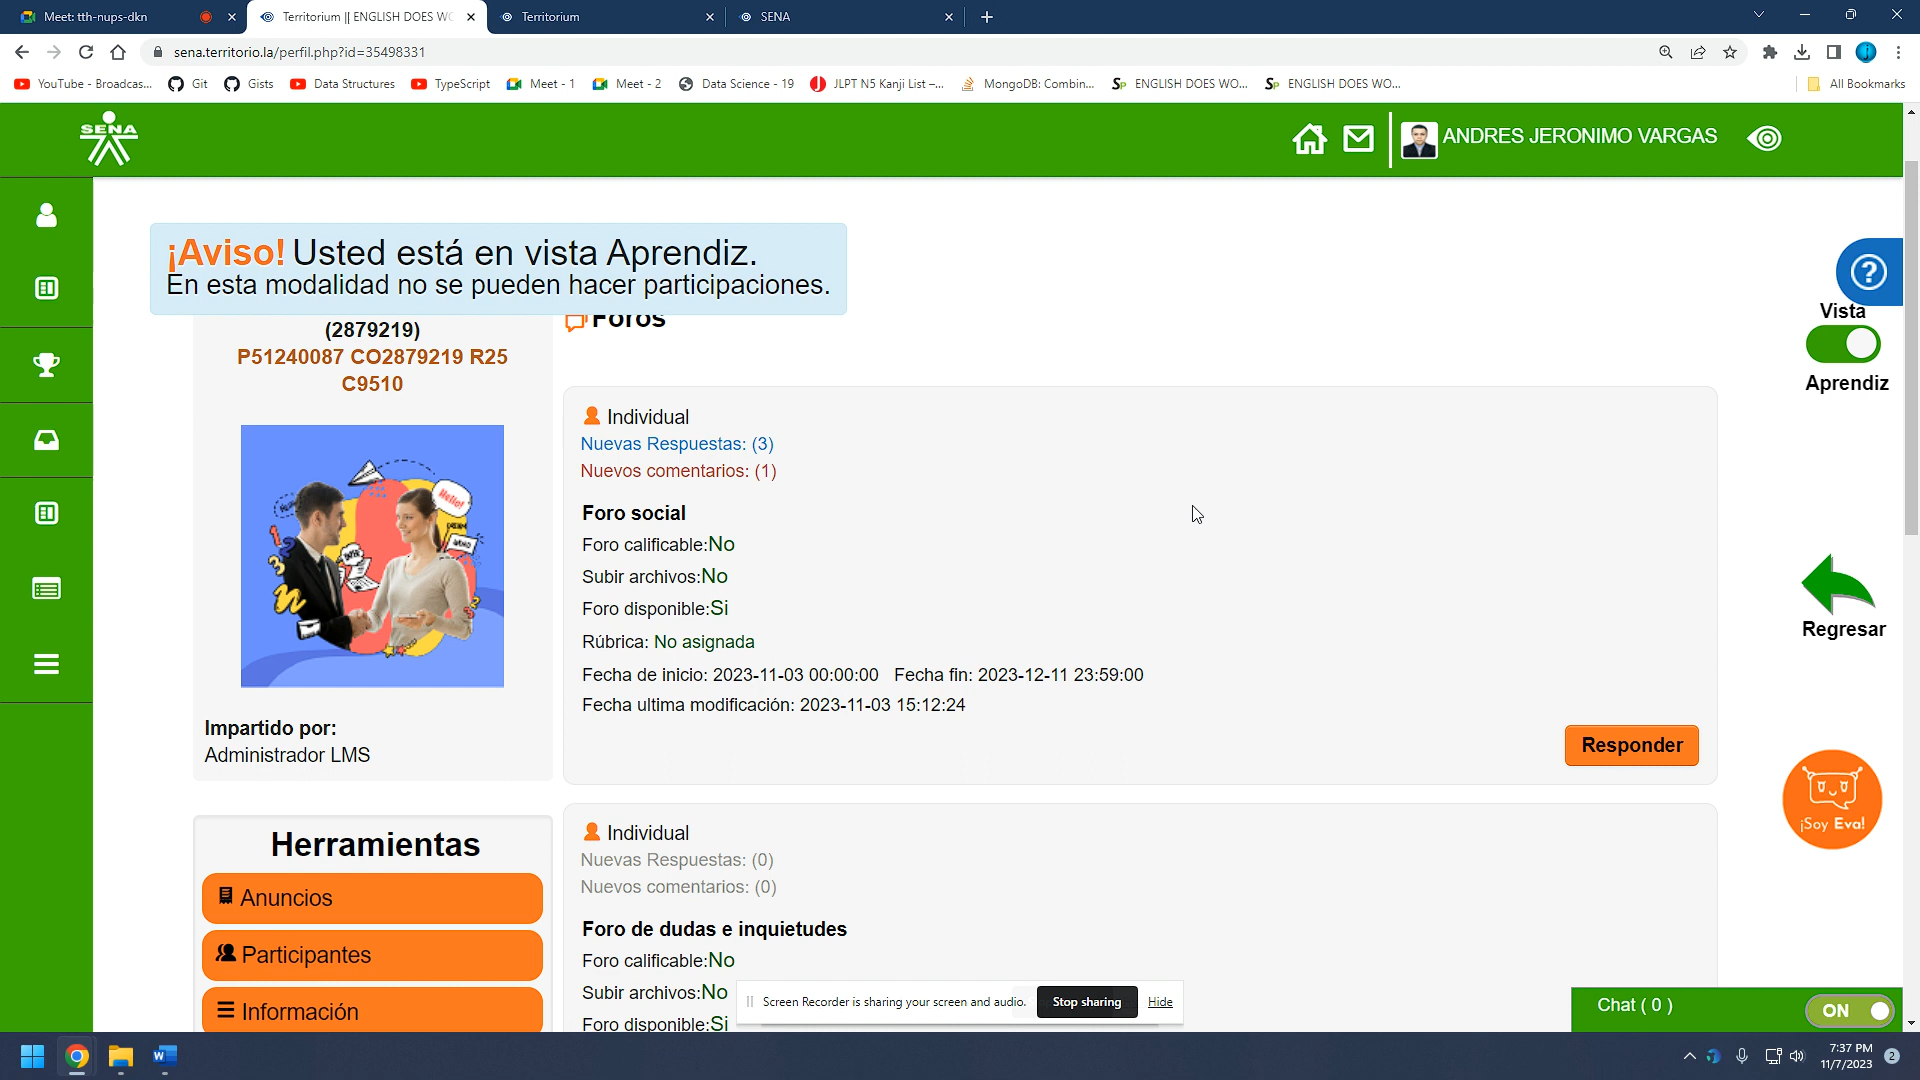 Meet: tth-nups-dkn
Territorium || ENGLISH DOES WO
Territorium
SENA
sena.territorio.la/perfil.php?id=35498331
YouTube - Broadcas...
Git
Gists
Data Structures
TypeScript
Meet - 1
Meet - 2
Data Science - 19
JLPT N5 Kanji List –...
MongoDB: Combin...
ENGLISH DOES WO...
ENGLISH DOES WO...
All Bookmarks
SENA
ANDRES JERONIMO VARGAS
¡Aviso! Usted está en vista Aprendiz.
En esta modalidad no se pueden hacer participaciones.
(2879219)
P51240087 CO2879219 R25
C9510
Foros
Vista
Aprendiz
Individual
Nuevas Respuestas: (3)
Nuevos comentarios: (1)
Foro social
Foro calificable:No
Subir archivos:No
Foro disponible:Si
Rúbrica: No asignada
Fecha de inicio: 2023-11-03 00:00:00 Fecha fin: 2023-12-11 23:59:00
Fecha ultima modificación: 2023-11-03 15:12:24
Responder
Regresar
Hello!
Impartido por:
Administrador LMS
¡Soy Eva!
Herramientas
Anuncios
Participantes
Información
Individual
Nuevas Respuestas: (0)
Nuevos comentarios: (0)
Foro de dudas e inquietudes
Foro calificable:No
Subir archivos:No
Foro disponible:Si
Screen Recorder is sharing your screen and audio.
Stop sharing
Hide
Chat ( 0 )
ON
7:37 PM
11/7/2023
2